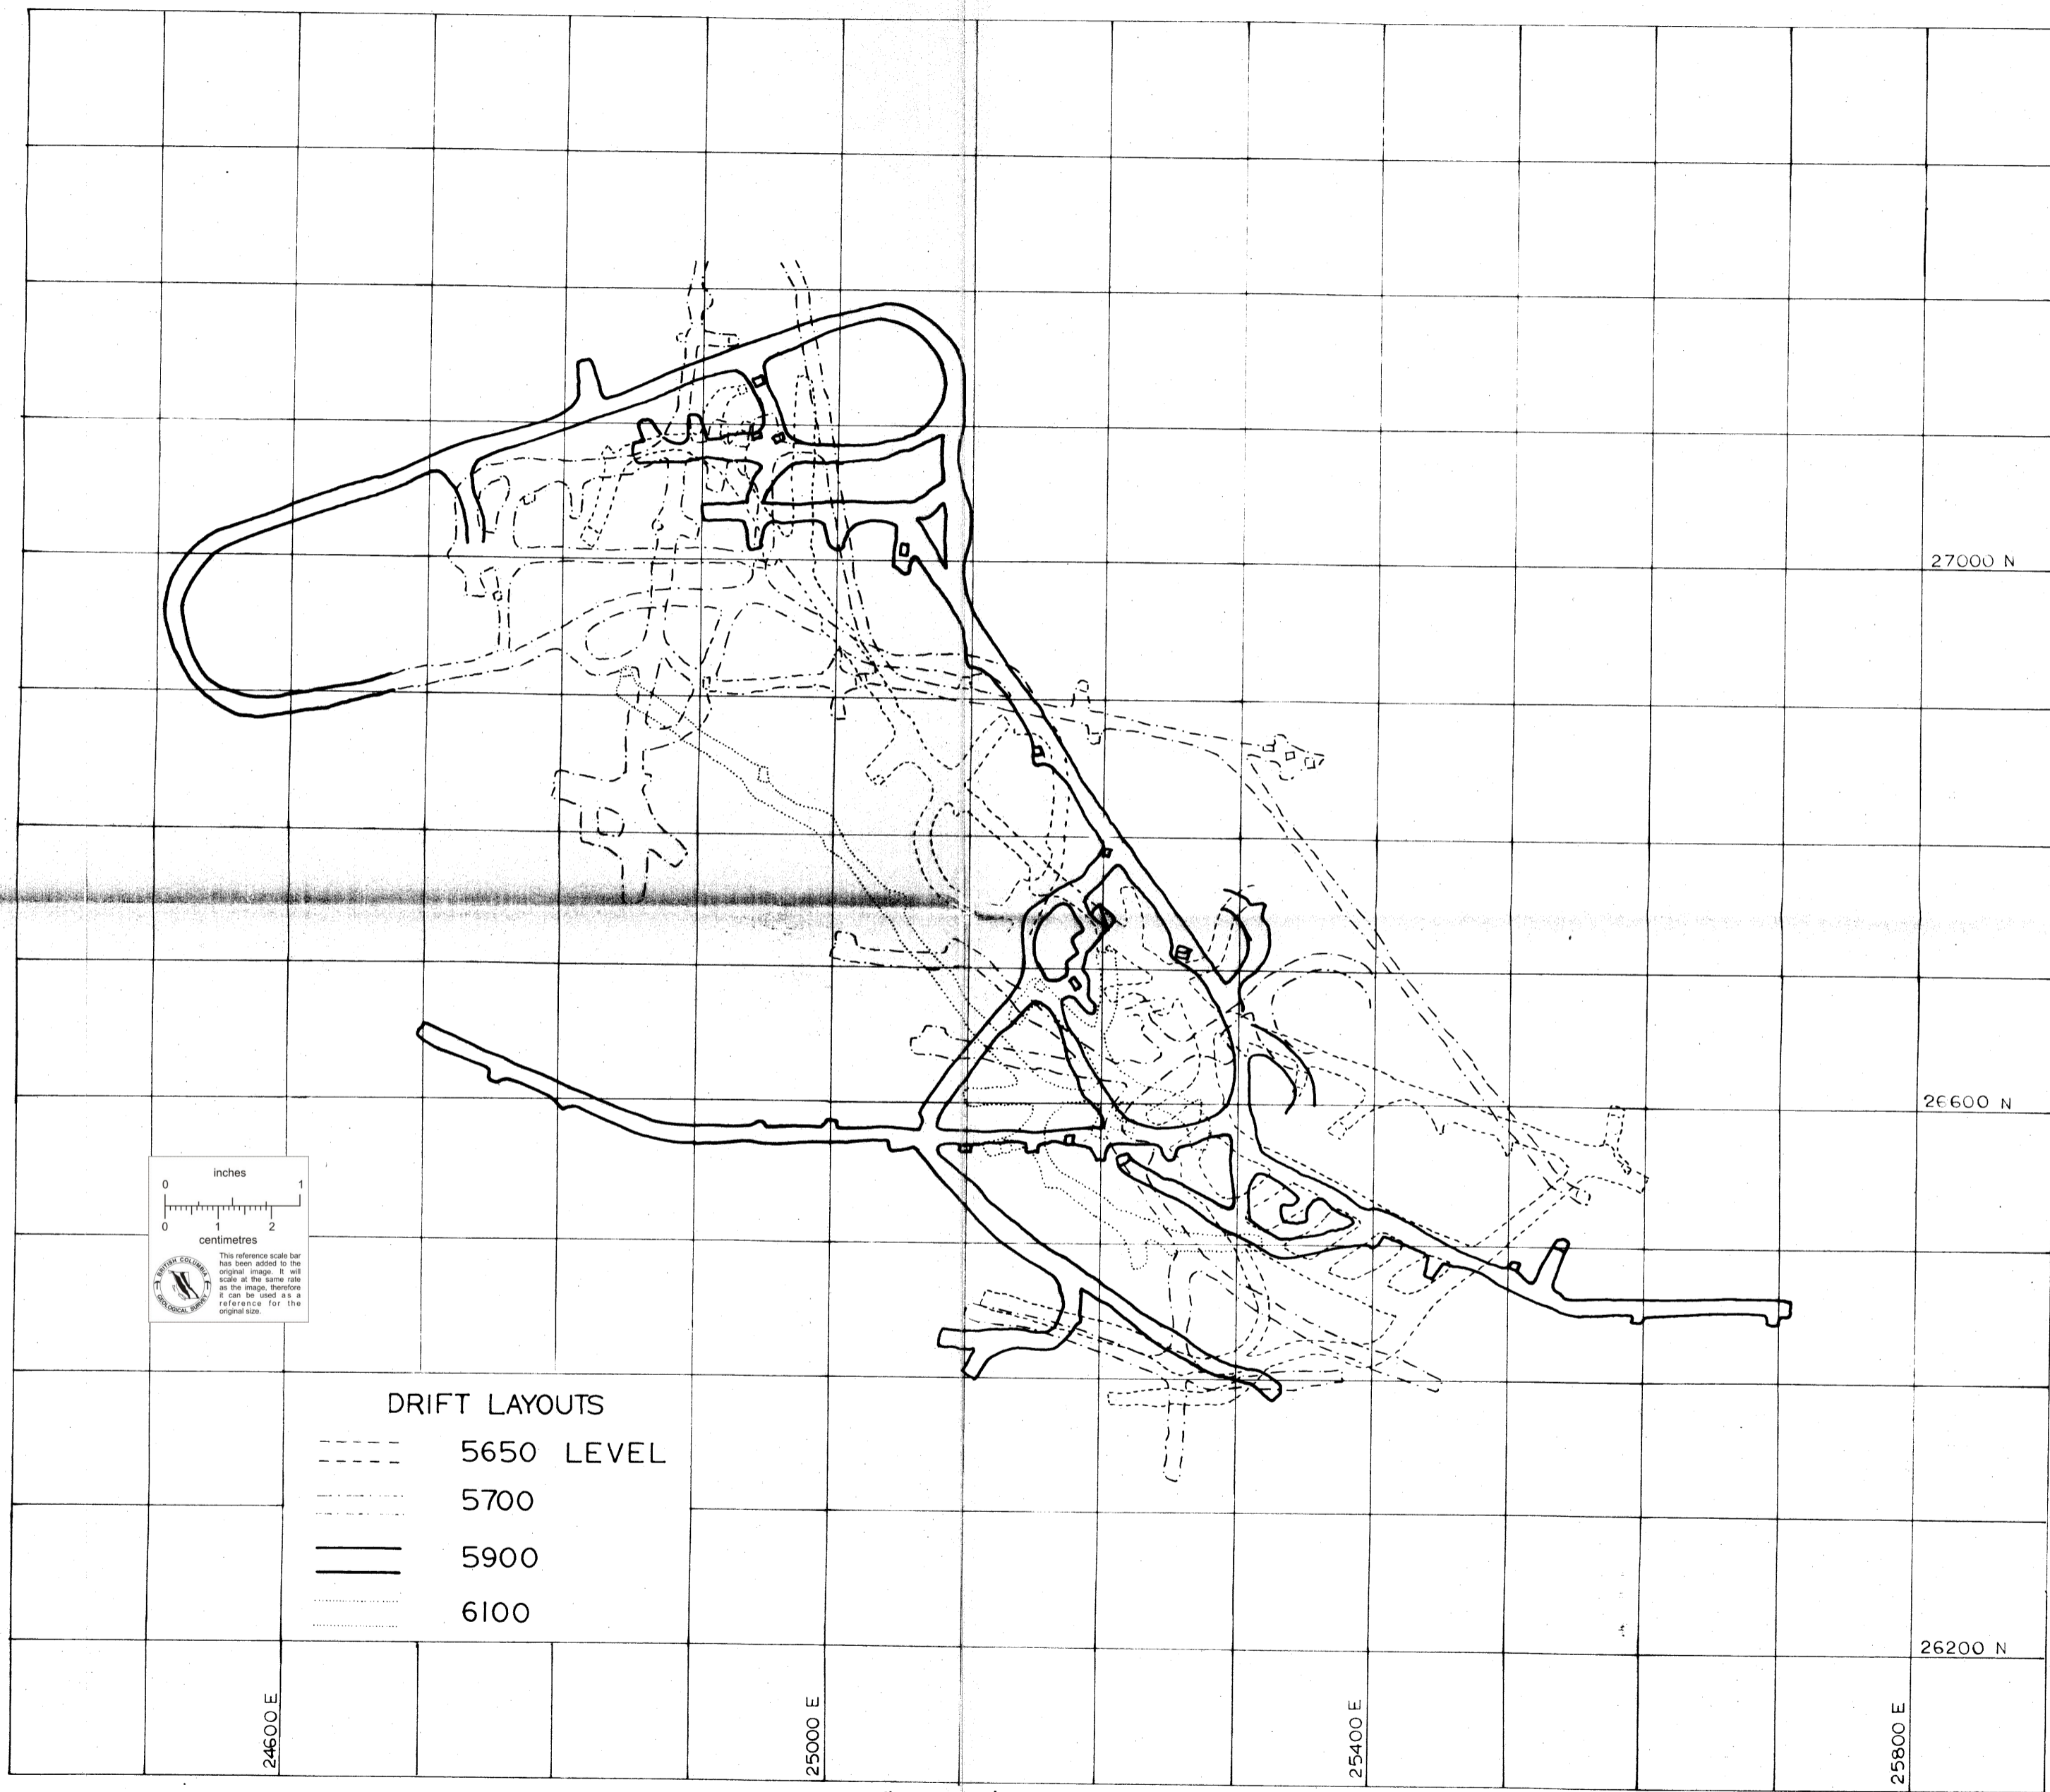 27000 N
26600 N
inches
0 1
0 1 2
centimetres
This reference scale bar
has been added to the
original image. It will
scale at the same rate
as the image, therefore
it can be used as a
reference for the
original size.
BRITISH COLUMBIA
GEOLOGICAL SURVEY
DRIFT LAYOUTS
5650 LEVEL
5700
5900
6100
26200 N
24600 E
25000 E
25400 E
25800 E